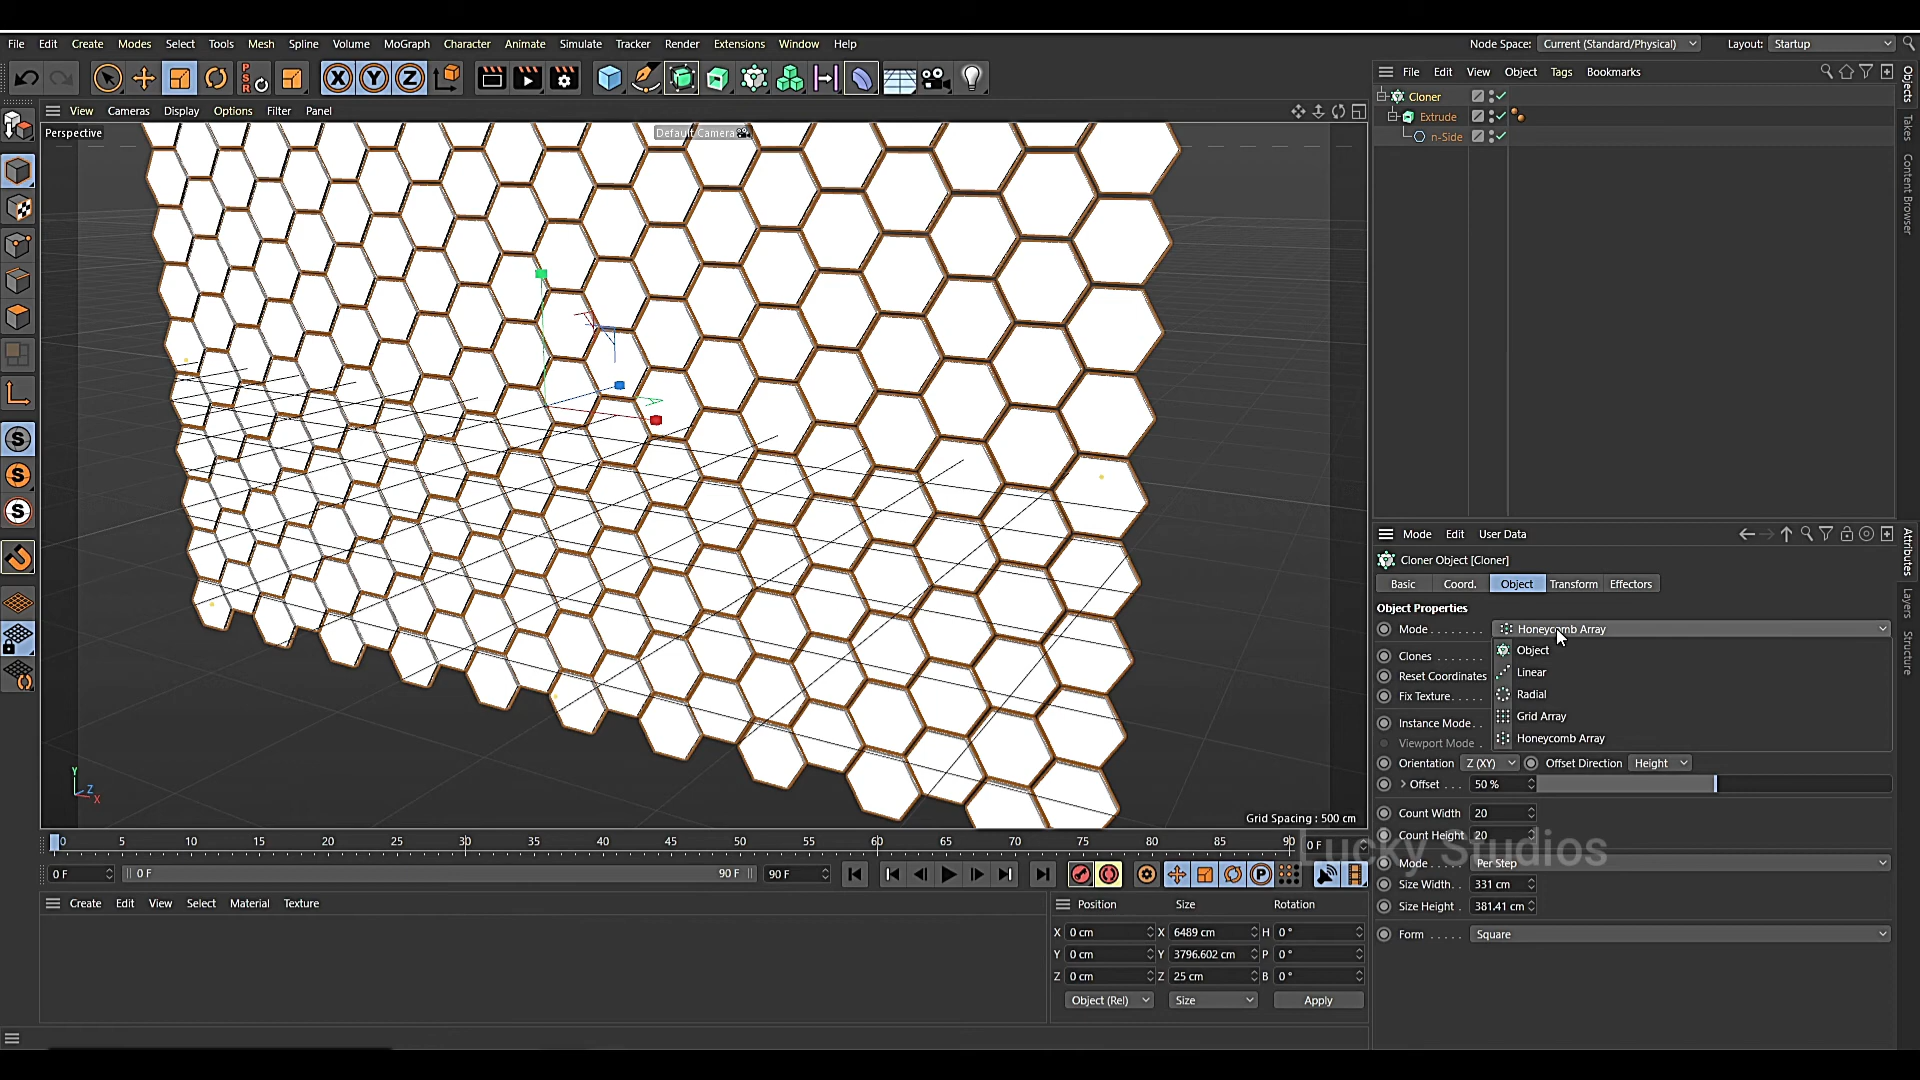 File Edit Create Modes Select Tools Mesh Spline Volume MoGraph Character Animate Simulate Tracker Render Extensions Window Help Node Space: Current (Standard/Physical) Layout: Startup
PSR X Y Z
File Edit View Object Tags Bookmarks
Objects
Takes
Content Browser
View Cameras Display Options Filter Panel
Perspective
Default Camera
Cloner
Extrude
n-Side
Mode Edit User Data
Attributes
Layers
Structure
Cloner Object [Cloner]
Basic Coord. Object Transform Effectors
Object Properties
Mode . . . . . . . Honeycomb Array
Object
Linear
Radial
Grid Array
Honeycomb Array
Clones . . . . . .
Reset Coordinates
Fix Texture. . . . .
Instance Mode . .
Viewport Mode .
Orientation Z (XY) Offset Direction Height
> Offset . . . 50 %
Count Width 20
Count Height 20
Mode. . . . . Per Step
Size Width. . 331 cm
Size Height . 381.41 cm
Form . . . . . Square
Y
Z
X
Grid Spacing : 500 cm
0 5 10 15 20 25 30 35 40 45 50 55 60 65 70 75 80 85 90 0 F
Lucky Studios
0 F 0 F 90 F 90 F
Create Edit View Select Material Texture
Position Size Rotation
X 0 cm X 6489 cm H 0 °
Y 0 cm Y 3796.602 cm P 0 °
Z 0 cm Z 25 cm B 0 °
Object (Rel) Size Apply